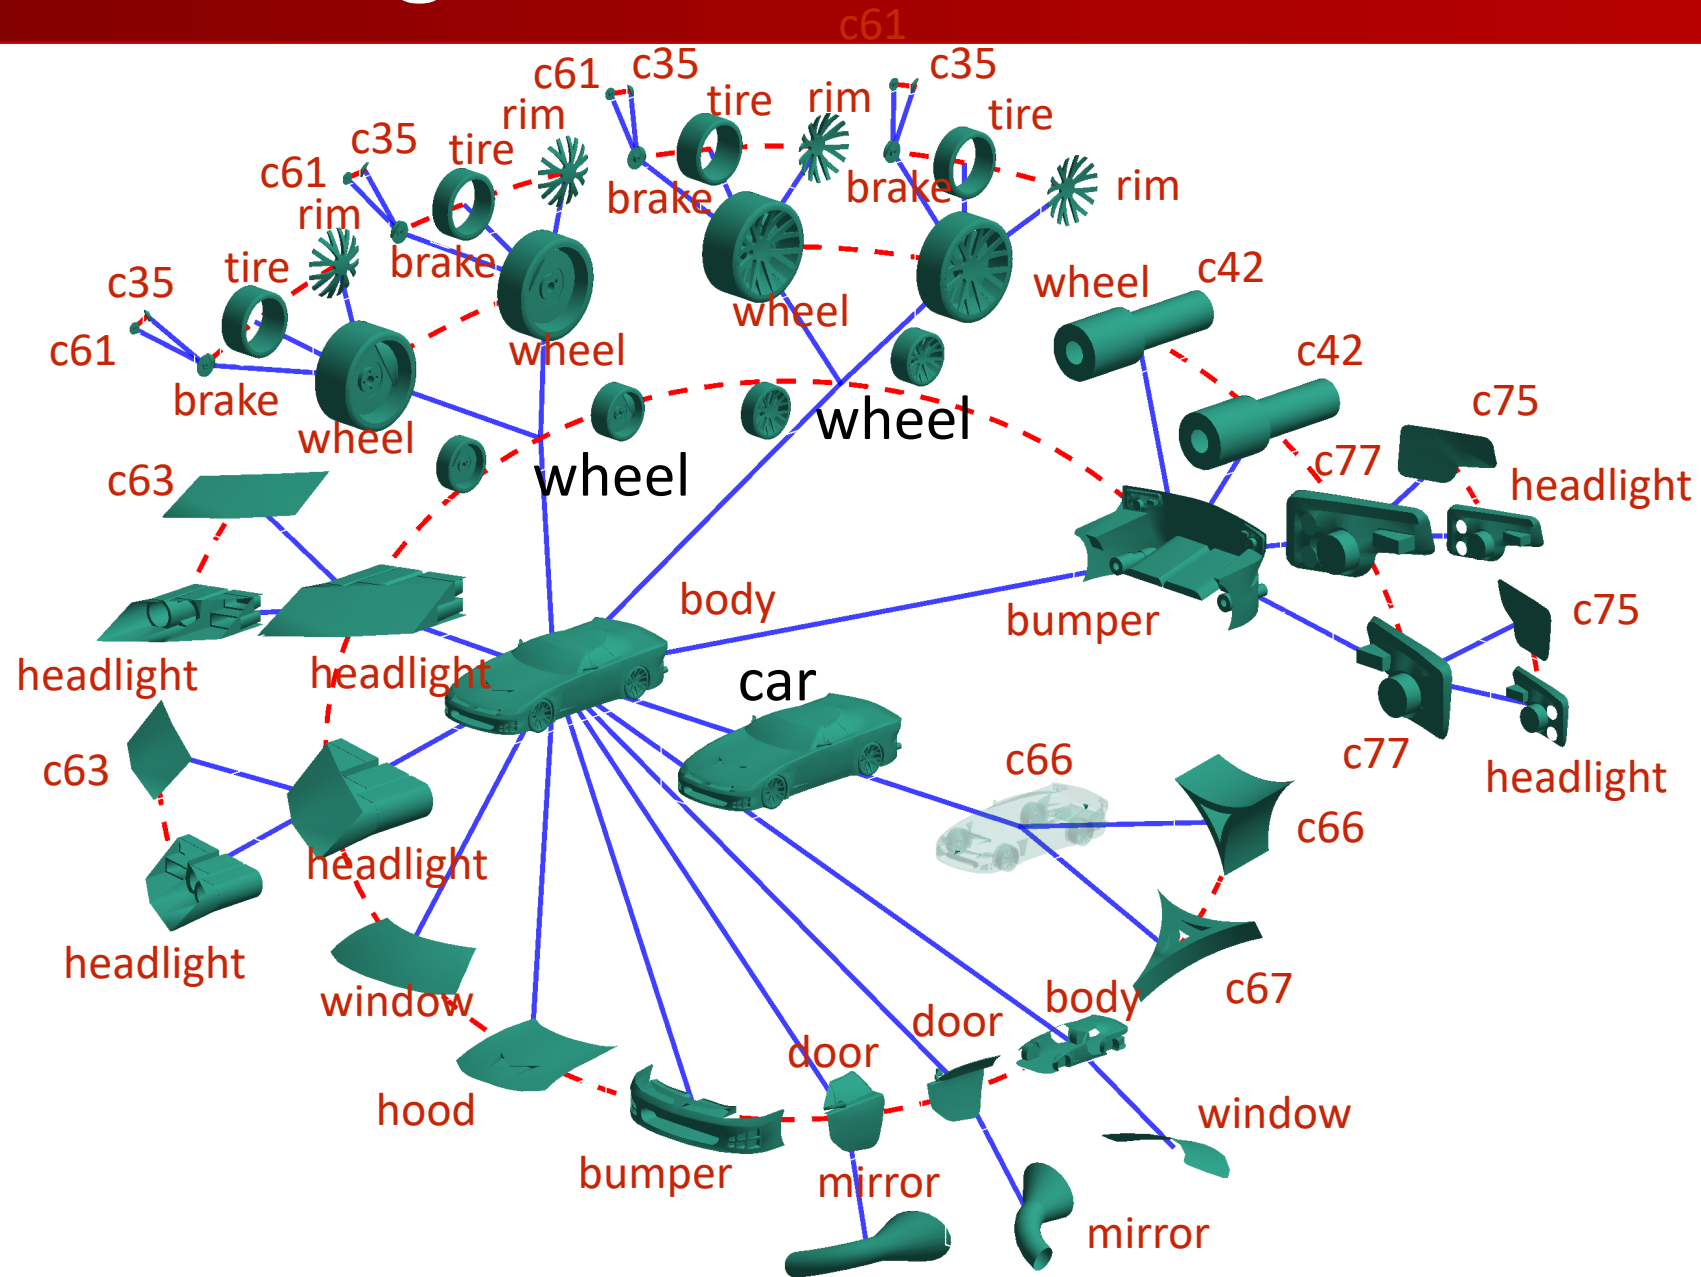 c61
c61
c35
c35
rim
tire
rim
tire
c35
tire
c61
rim
brake
brake
rim
tire
brake
c35
wheel
c42
wheel
c61
wheel
c42
brake
wheel
wheel
c75
wheel
c63
wheel
c77
headlight
body
bumper
c75
headlight
headlight
car
c77
c66
c63
headlight
c66
headlight
headlight
window
body
c67
door
door
hood
window
bumper
mirror
mirror